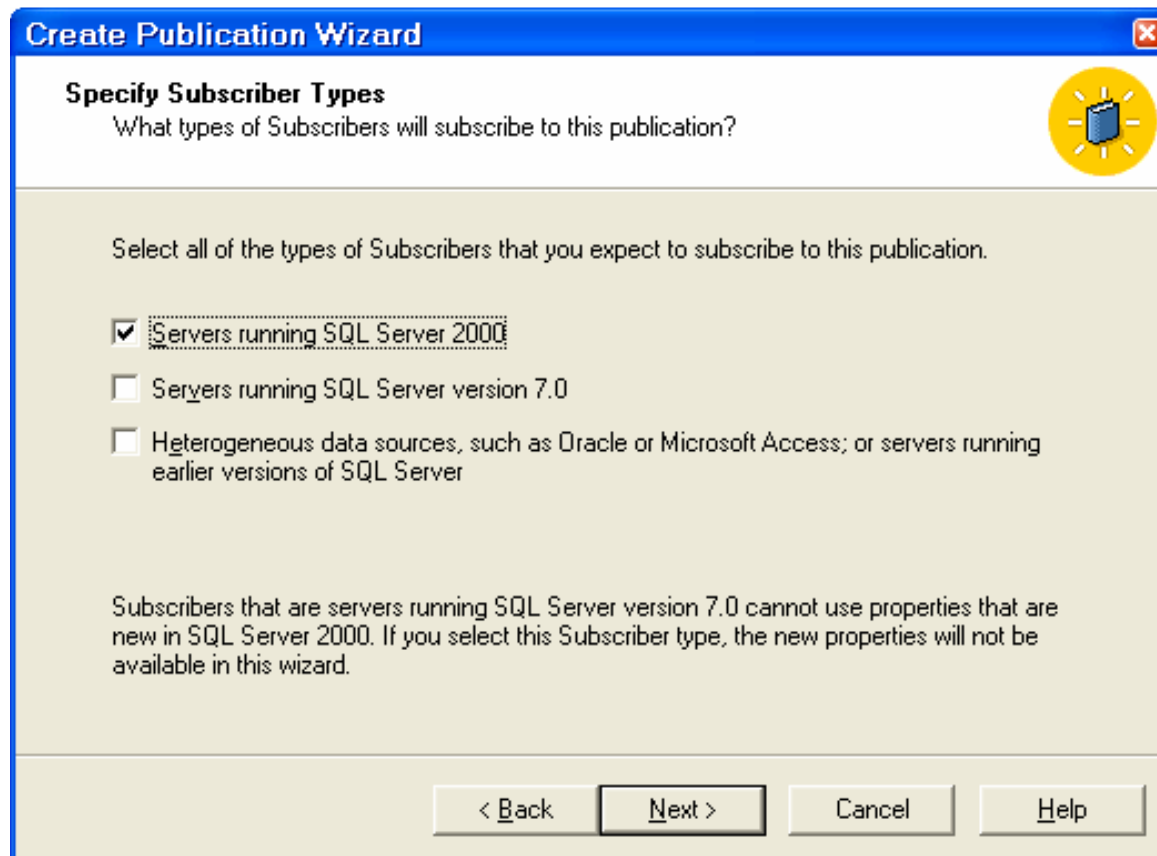 Create Publication Wizard
Specify Subscriber Types
What types of Subscribers will subscribe to this publication?
Select all of the types of Subscribers that you expect to subscribe to this publication.
Servers running SQL Server 2000
Servers running SQL Server version 7.0
Heterogeneous data sources, such as Oracle or Microsoft Access; or servers running
earlier versions of SQL Server
Subscribers that are servers running SQL Server version 7.0 cannot use properties that are
new in SQL Server 2000. If you select this Subscriber type, the new properties will not be
available in this wizard.
< Back Next > Cancel Help